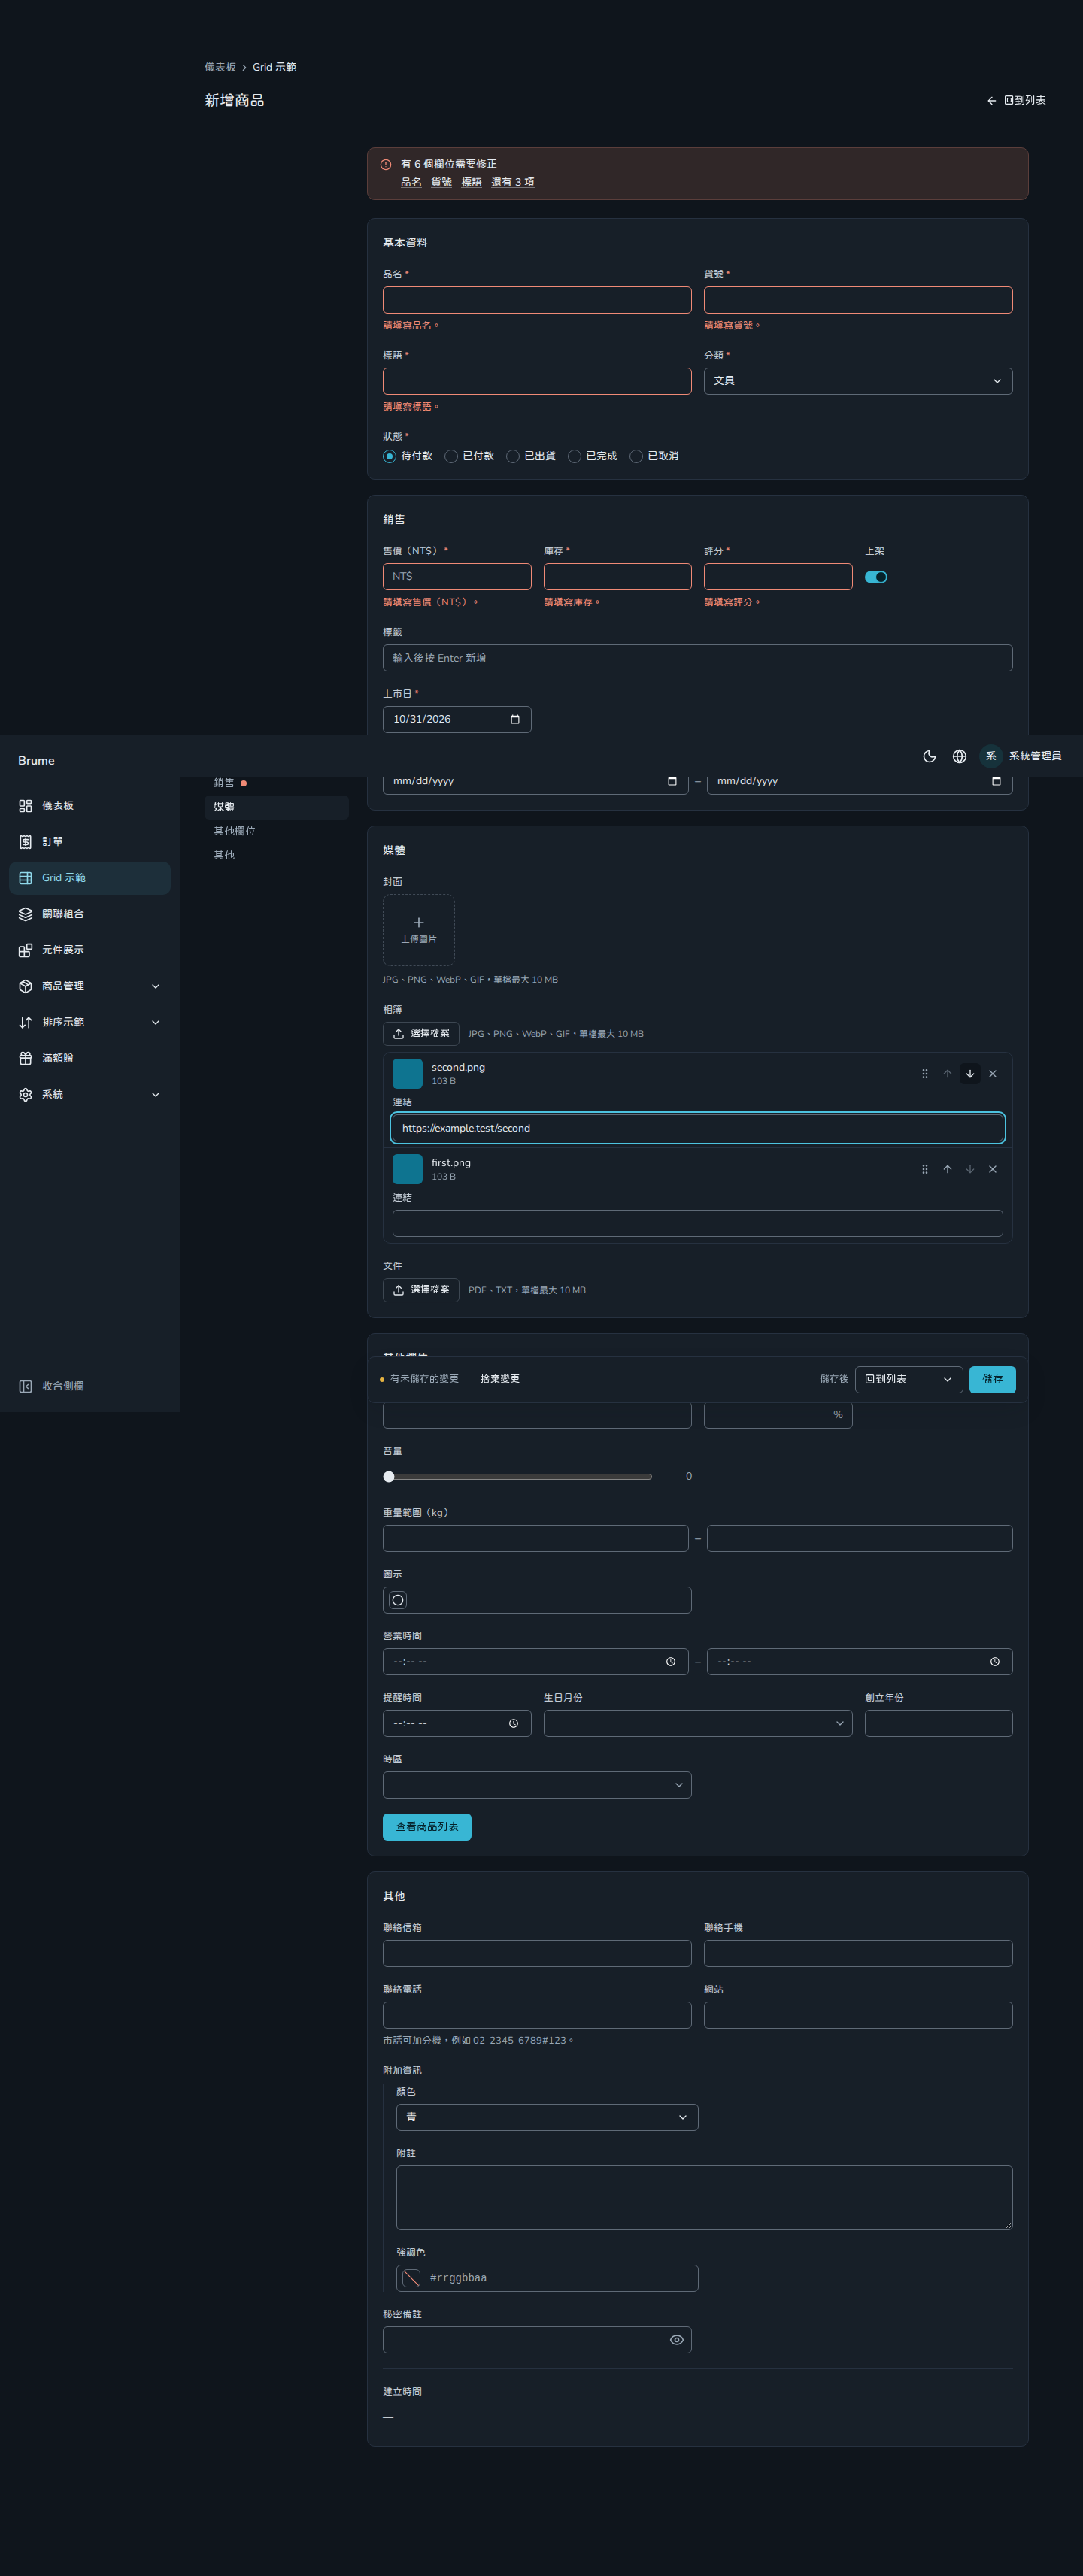 儀表板 › Grid 示範
新增商品
回到列表
有 6 個欄位需要修正
品名 貨號 標語 還有 3 項
基本資料
品名 * 貨號 *
請填寫品名。 請填寫貨號。
標語 * 分類 *
文具
請填寫標語。
狀態 *
待付款 已付款 已出貨 已完成 已取消
銷售
售價（NT$） * 庫存 * 評分 * 上架
NT$
請填寫售價（NT$）。 請填寫庫存。 請填寫評分。
標籤
輸入後按 Enter 新增
上市日 *
10/31/2026
Brume
系 系統管理員
mm/dd/yyyy – mm/dd/yyyy
銷售
媒體
其他欄位
其他
儀表板
訂單
Grid 示範
關聯組合
元件展示
商品管理
排序示範
滿額贈
系統
收合側欄
媒體
封面
上傳圖片
JPG、PNG、WebP、GIF，單檔最大 10 MB
相簿
選擇檔案 JPG、PNG、WebP、GIF，單檔最大 10 MB
second.png
103 B
連結
https://example.test/second
first.png
103 B
連結
文件
選擇檔案 PDF、TXT，單檔最大 10 MB
有未儲存的變更 捨棄變更 儲存後 回到列表 儲存
%
音量
0
重量範圍（kg）
–
圖示
營業時間
--:-- -- – --:-- --
提醒時間 生日月份 創立年份
--:-- --
時區
查看商品列表
其他
聯絡信箱 聯絡手機
聯絡電話 網站
市話可加分機，例如 02-2345-6789#123。
附加資訊
顏色
青
附註
強調色
#rrggbbaa
秘密備註
建立時間
—